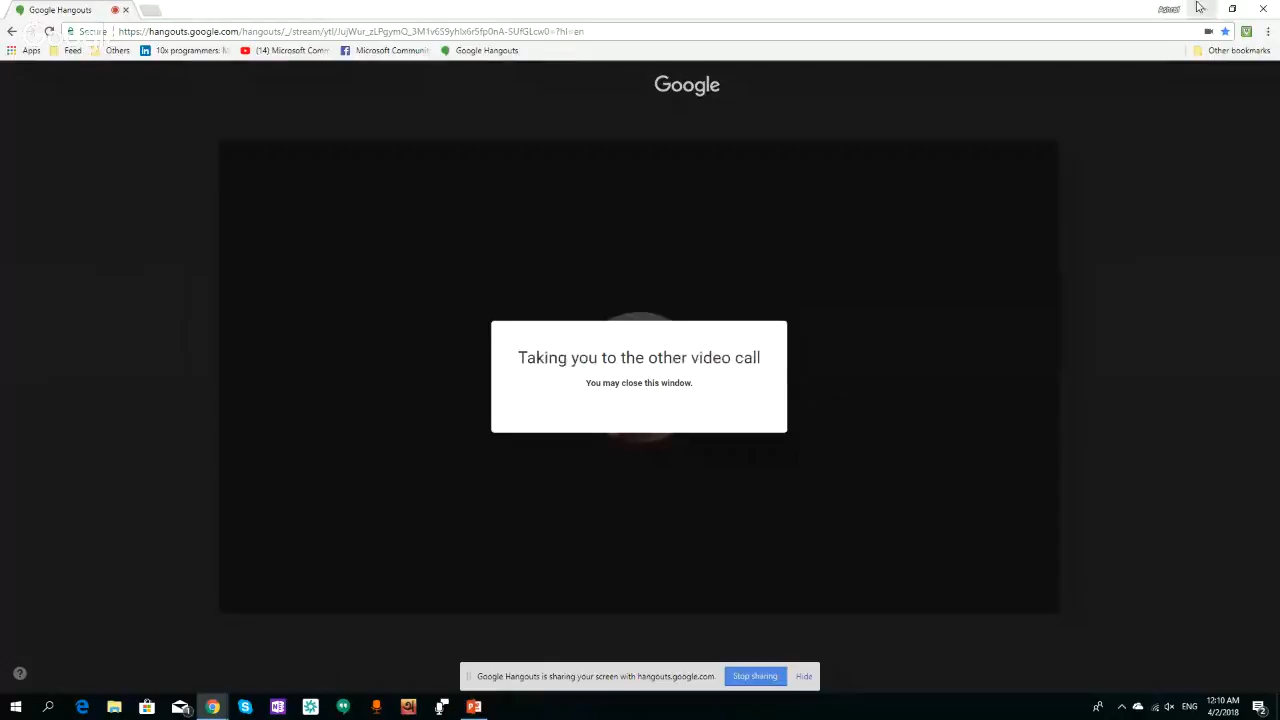 Google Hangouts
Ashraf
Secure https://hangouts.google.com/hangouts/_/stream/ytl/JujWur_zLPgymQ_3M1v6S9yhlx6r5fp0nA-SUfgcLw0>?hl=en
Apps Feed Others 10x programmers: (14) Microsoft Comm Microsoft Communit Google Hangouts Other bookmarks
Google
Taking you to the other video call
You may close this window.
Google Hangouts is sharing your screen with hangouts.google.com. Stop sharing Hide
ENG
12:10 AM
4/2/2018